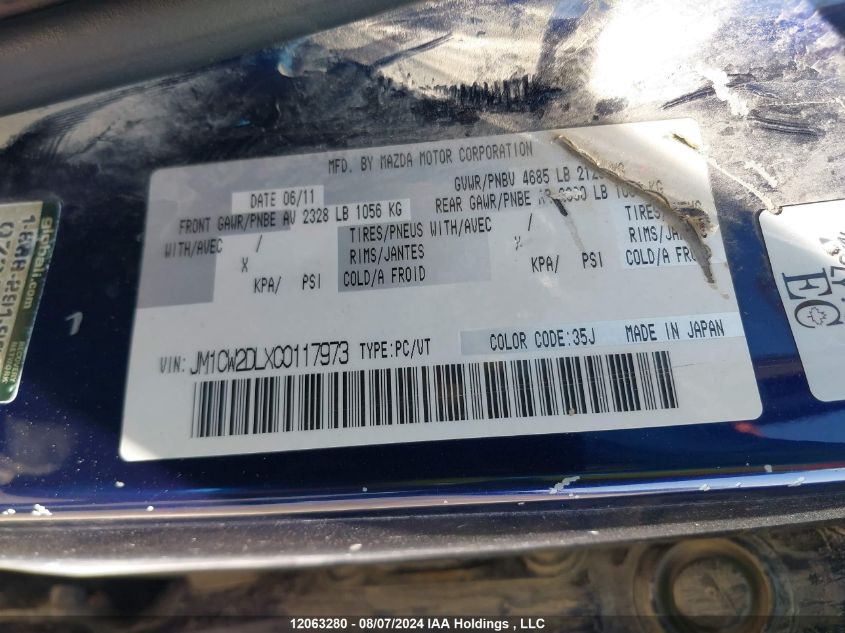 MFD. BY MAZDA MOTOR CORPORATION
DATE 06/11
GVWR/PNBV 4685 LB
FRONT GAWR/PNBE AV 2328 LB 1056 KG
REAR GAWR/PNBE LB KG
WITH/AVEC / TIRES/PNEUS WITH/AVEC / TIRES/
X RIMS/JANTES X RIMS/
KPA/ PSI COLD/A FROID KPA/ PSI COLD/A
VIN: JM1CW2DLXC0117973 TYPE:PC/VT COLOR CODE:35J MADE IN JAPAN
EC
12063280 - 08/07/2024 IAA Holdings , LLC